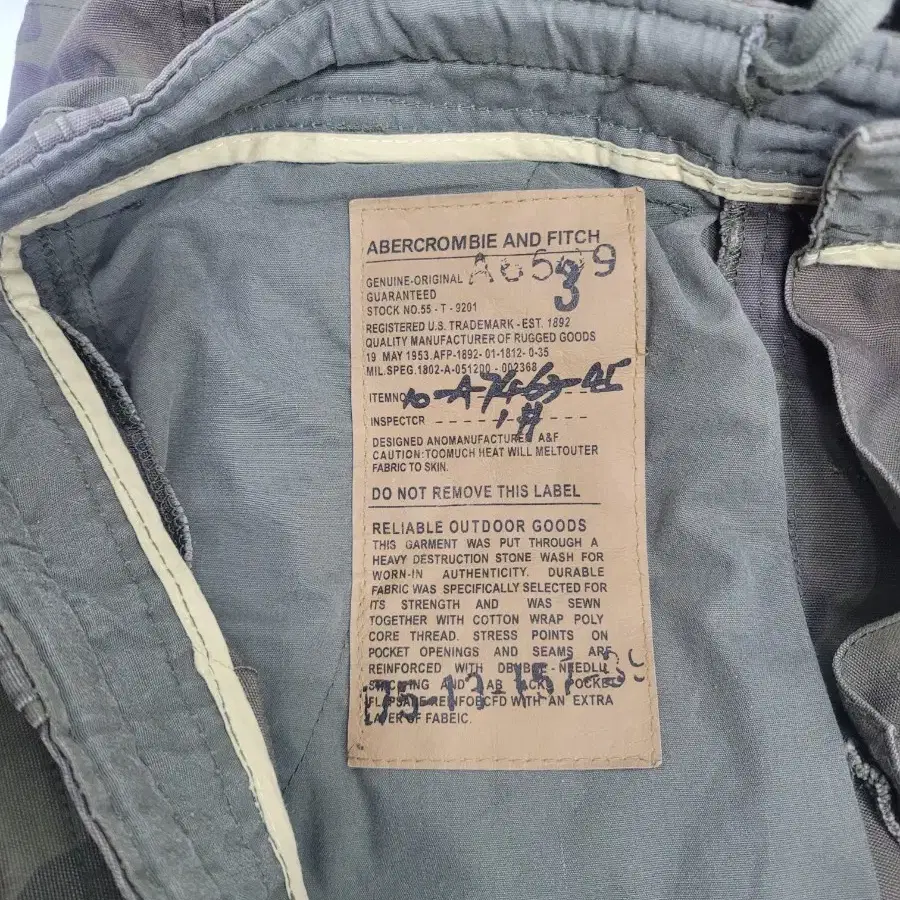 ABERCROMBIE AND FITCH
GENUINE-ORIGINAL
GUARANTEED
3
STOCK NO.55 - T - 9201
REGISTERED U.S. TRADEMARK - EST. 1892
QUALITY MANUFACTURER OF RUGGED GOODS
19 MAY 1953.AFP-1892- 01-1812- 0-35
MIL.SPEG.1802-A-051200 - 002368
ITEMNO
INSPECTCR
DESIGNED ANOMANUFACTURED A&F
CAUTION:TOOMUCH HEAT WILL MELTOUTER
FABRIC TO SKIN.
DO NOT REMOVE THIS LABEL
RELIABLE OUTDOOR GOODS
THIS GARMENT WAS PUT THROUGH A
HEAVY DESTRUCTION STONE WASH FOR
WORN-IN AUTHENTICITY. DURABLE
FABRIC WAS SPECIFICALLY SELECTED FOR
ITS STRENGTH AND WAS SEWN
TOGETHER WITH COTTON WRAP POLY
CORE THREAD. STRESS POINTS ON
POCKET OPENINGS AND SEAMS ARE
REINFORCED WITH - NEEDLU
AND POCKET
WITH AN EXTRA
LAYER OF FABEIC.